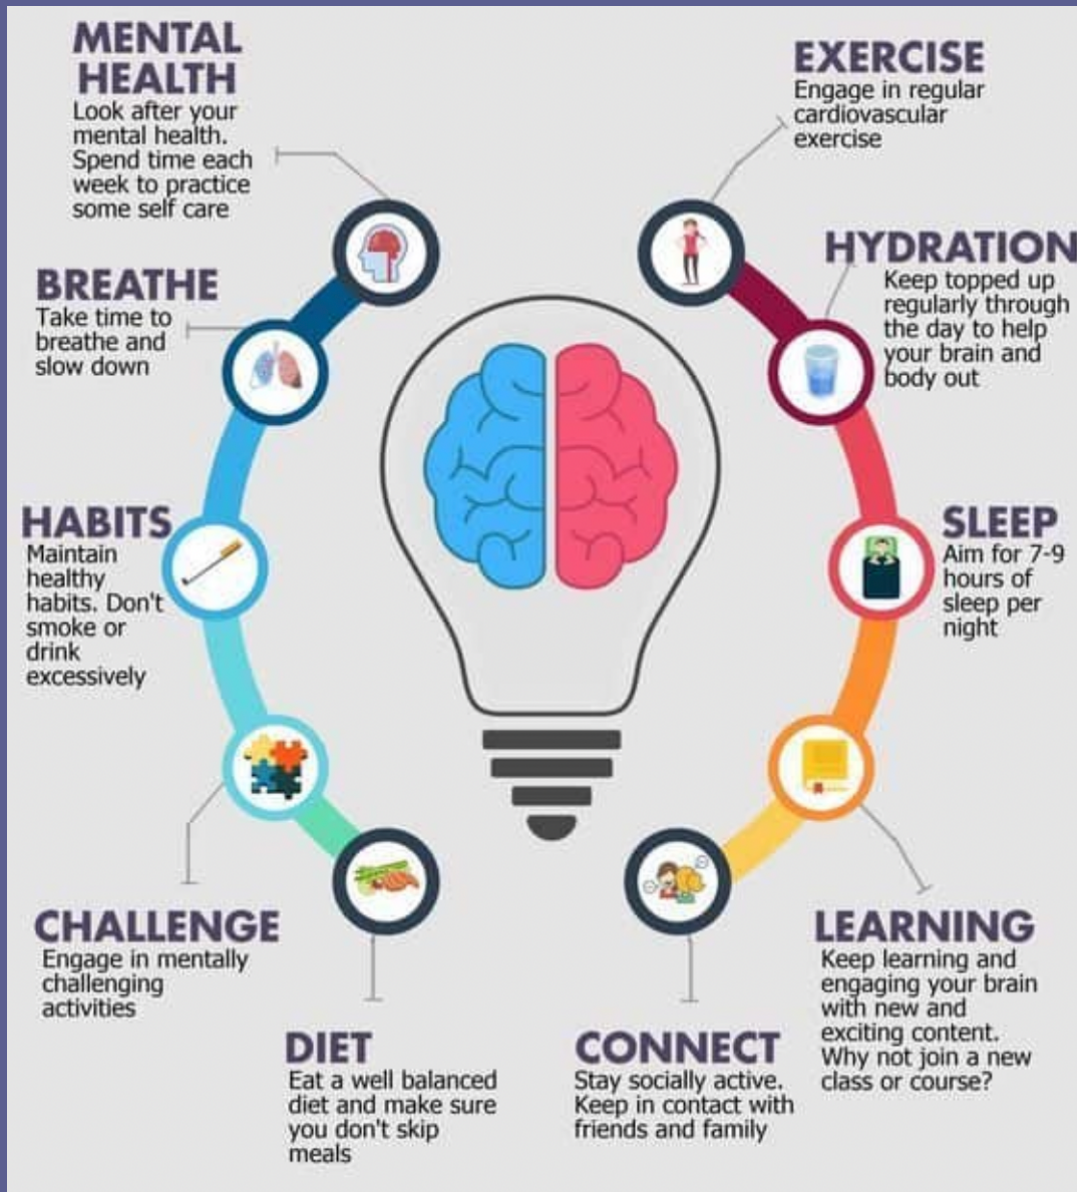 MENTAL
HEALTH
Look after your
mental health.
Spend time each
week to practice
some self care
BREATHE
Take time to
breathe and
slow down
HABITS
Maintain
healthy
habits. Don't
smoke or
drink
excessively
CHALLENGE
Engage in mentally
challenging
activities
DIET
Eat a well balanced
diet and make sure
you don't skip
meals
EXERCISE
Engage in regular
cardiovascular
exercise
HYDRATION
Keep topped up
regularly through
the day to help
your brain and
body out
SLEEP
Aim for 7-9
hours of
sleep per
night
LEARNING
Keep learning and
engaging your brain
with new and
exciting content.
Why not join a new
class or course?
CONNECT
Stay socially active.
Keep in contact with
friends and family